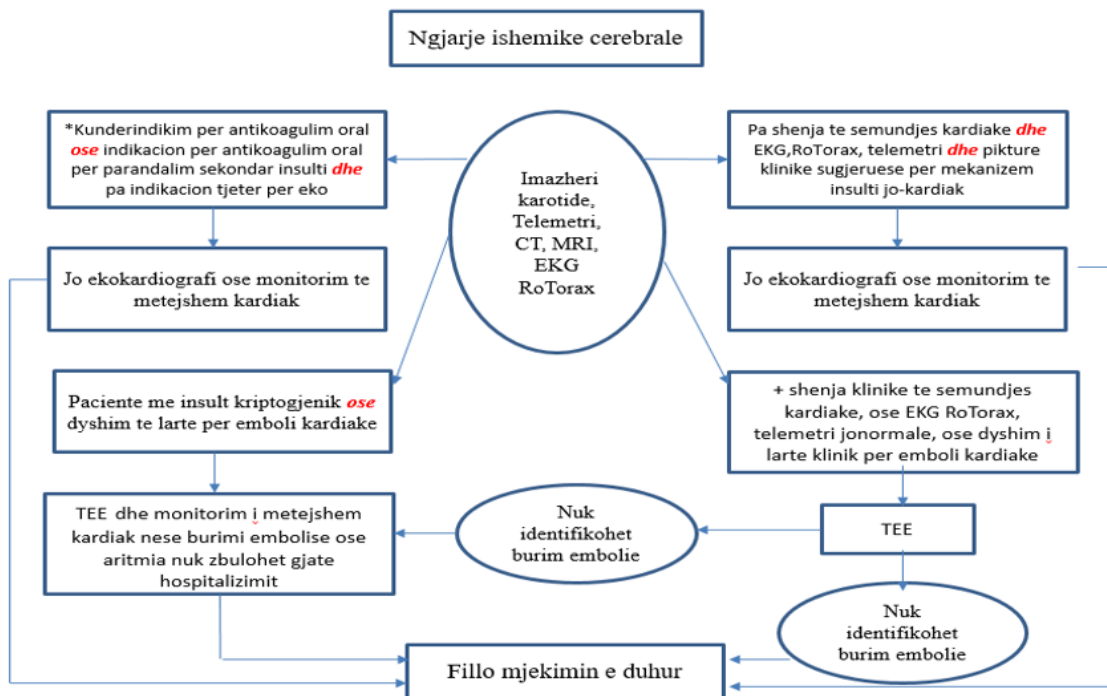 Ngjarje ishemike cerebrale
*Kunderindikim per antikoagulim oral
ose indikacion per antikoagulim oral
per parandalim sekondar insulti dhe
pa indikacion tjeter per eko
Imazheri
karotide,
Telemetri,
CT, MRI,
EKG
RoTorax
Pa shenja te semundjes kardiake dhe
EKG,RoTorax, telemetri dhe pikture
klinike sugjeruese per mekanizem
insulti jo-kardiak
Jo ekokardiografi ose monitorim te
metejshem kardiak
Jo ekokardiografi ose monitorim te
metejshem kardiak
Paciente me insult kriptogjenik ose
dyshim te larte per emboli kardiake
+ shenja klinike te semundjes
kardiake, ose EKG RoTorax,
telemetri jonormale, ose dyshim i
larte klinik per emboli kardiake
TEE dhe monitorim i metejshem
kardiak nese burimi embolise ose
aritmia nuk zbulohet gjate
hospitalizimit
Nuk
identifikohet
burim embolie
TEE
Nuk
identifikohet
burim embolie
Fillo mjekimin e duhur